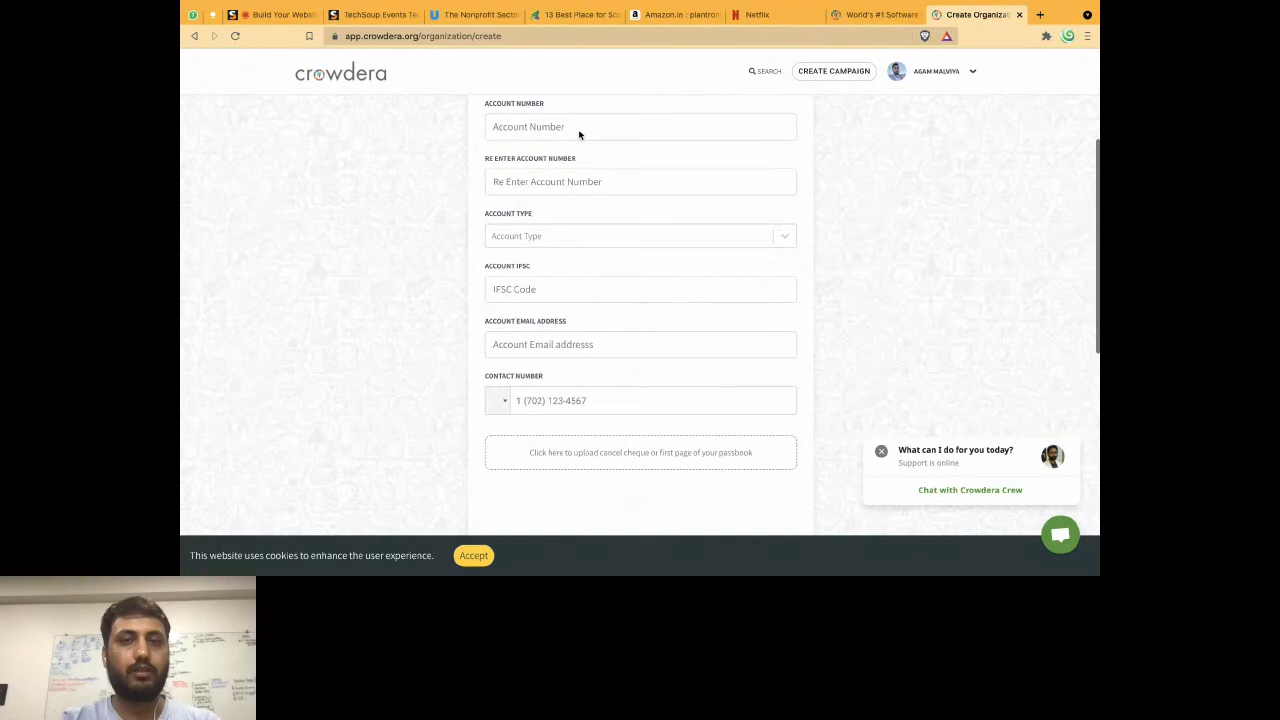 Build Your Websi
TechSoup Events Te
The Nonprofit Secto
13 Best Place for Soc
Amazon.in : plantron
Netflix
World's #1 Software
Create Organizat
app.crowdera.org/organization/create
crowdera
SEARCH
CREATE CAMPAIGN
AGAM MALVIYA
ACCOUNT NUMBER
Account Number
RE ENTER ACCOUNT NUMBER
Re Enter Account Number
ACCOUNT TYPE
Account Type
ACCOUNT IFSC
IFSC Code
ACCOUNT EMAIL ADDRESS
Account Email addresss
CONTACT NUMBER
1 (702) 123-4567
Click here to upload cancel cheque or first page of your passbook
What can I do for you today?
Support is online
Chat with Crowdera Crew
This website uses cookies to enhance the user experience.
Accept